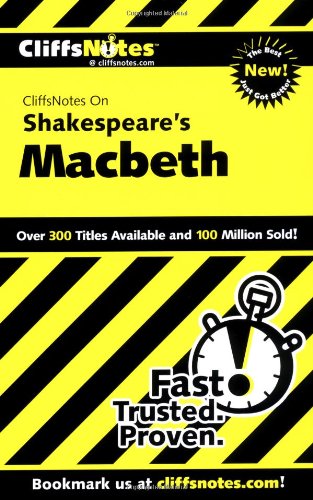 CliffsNotes™
@ cliffsnotes.com
The Best
New!
Just Got Better
CliffsNotes On
Shakespeare's
Macbeth
Over 300 Titles Available and 100 Million Sold!
Fast.
Trusted.
Proven.
Bookmark us at cliffsnotes.com!